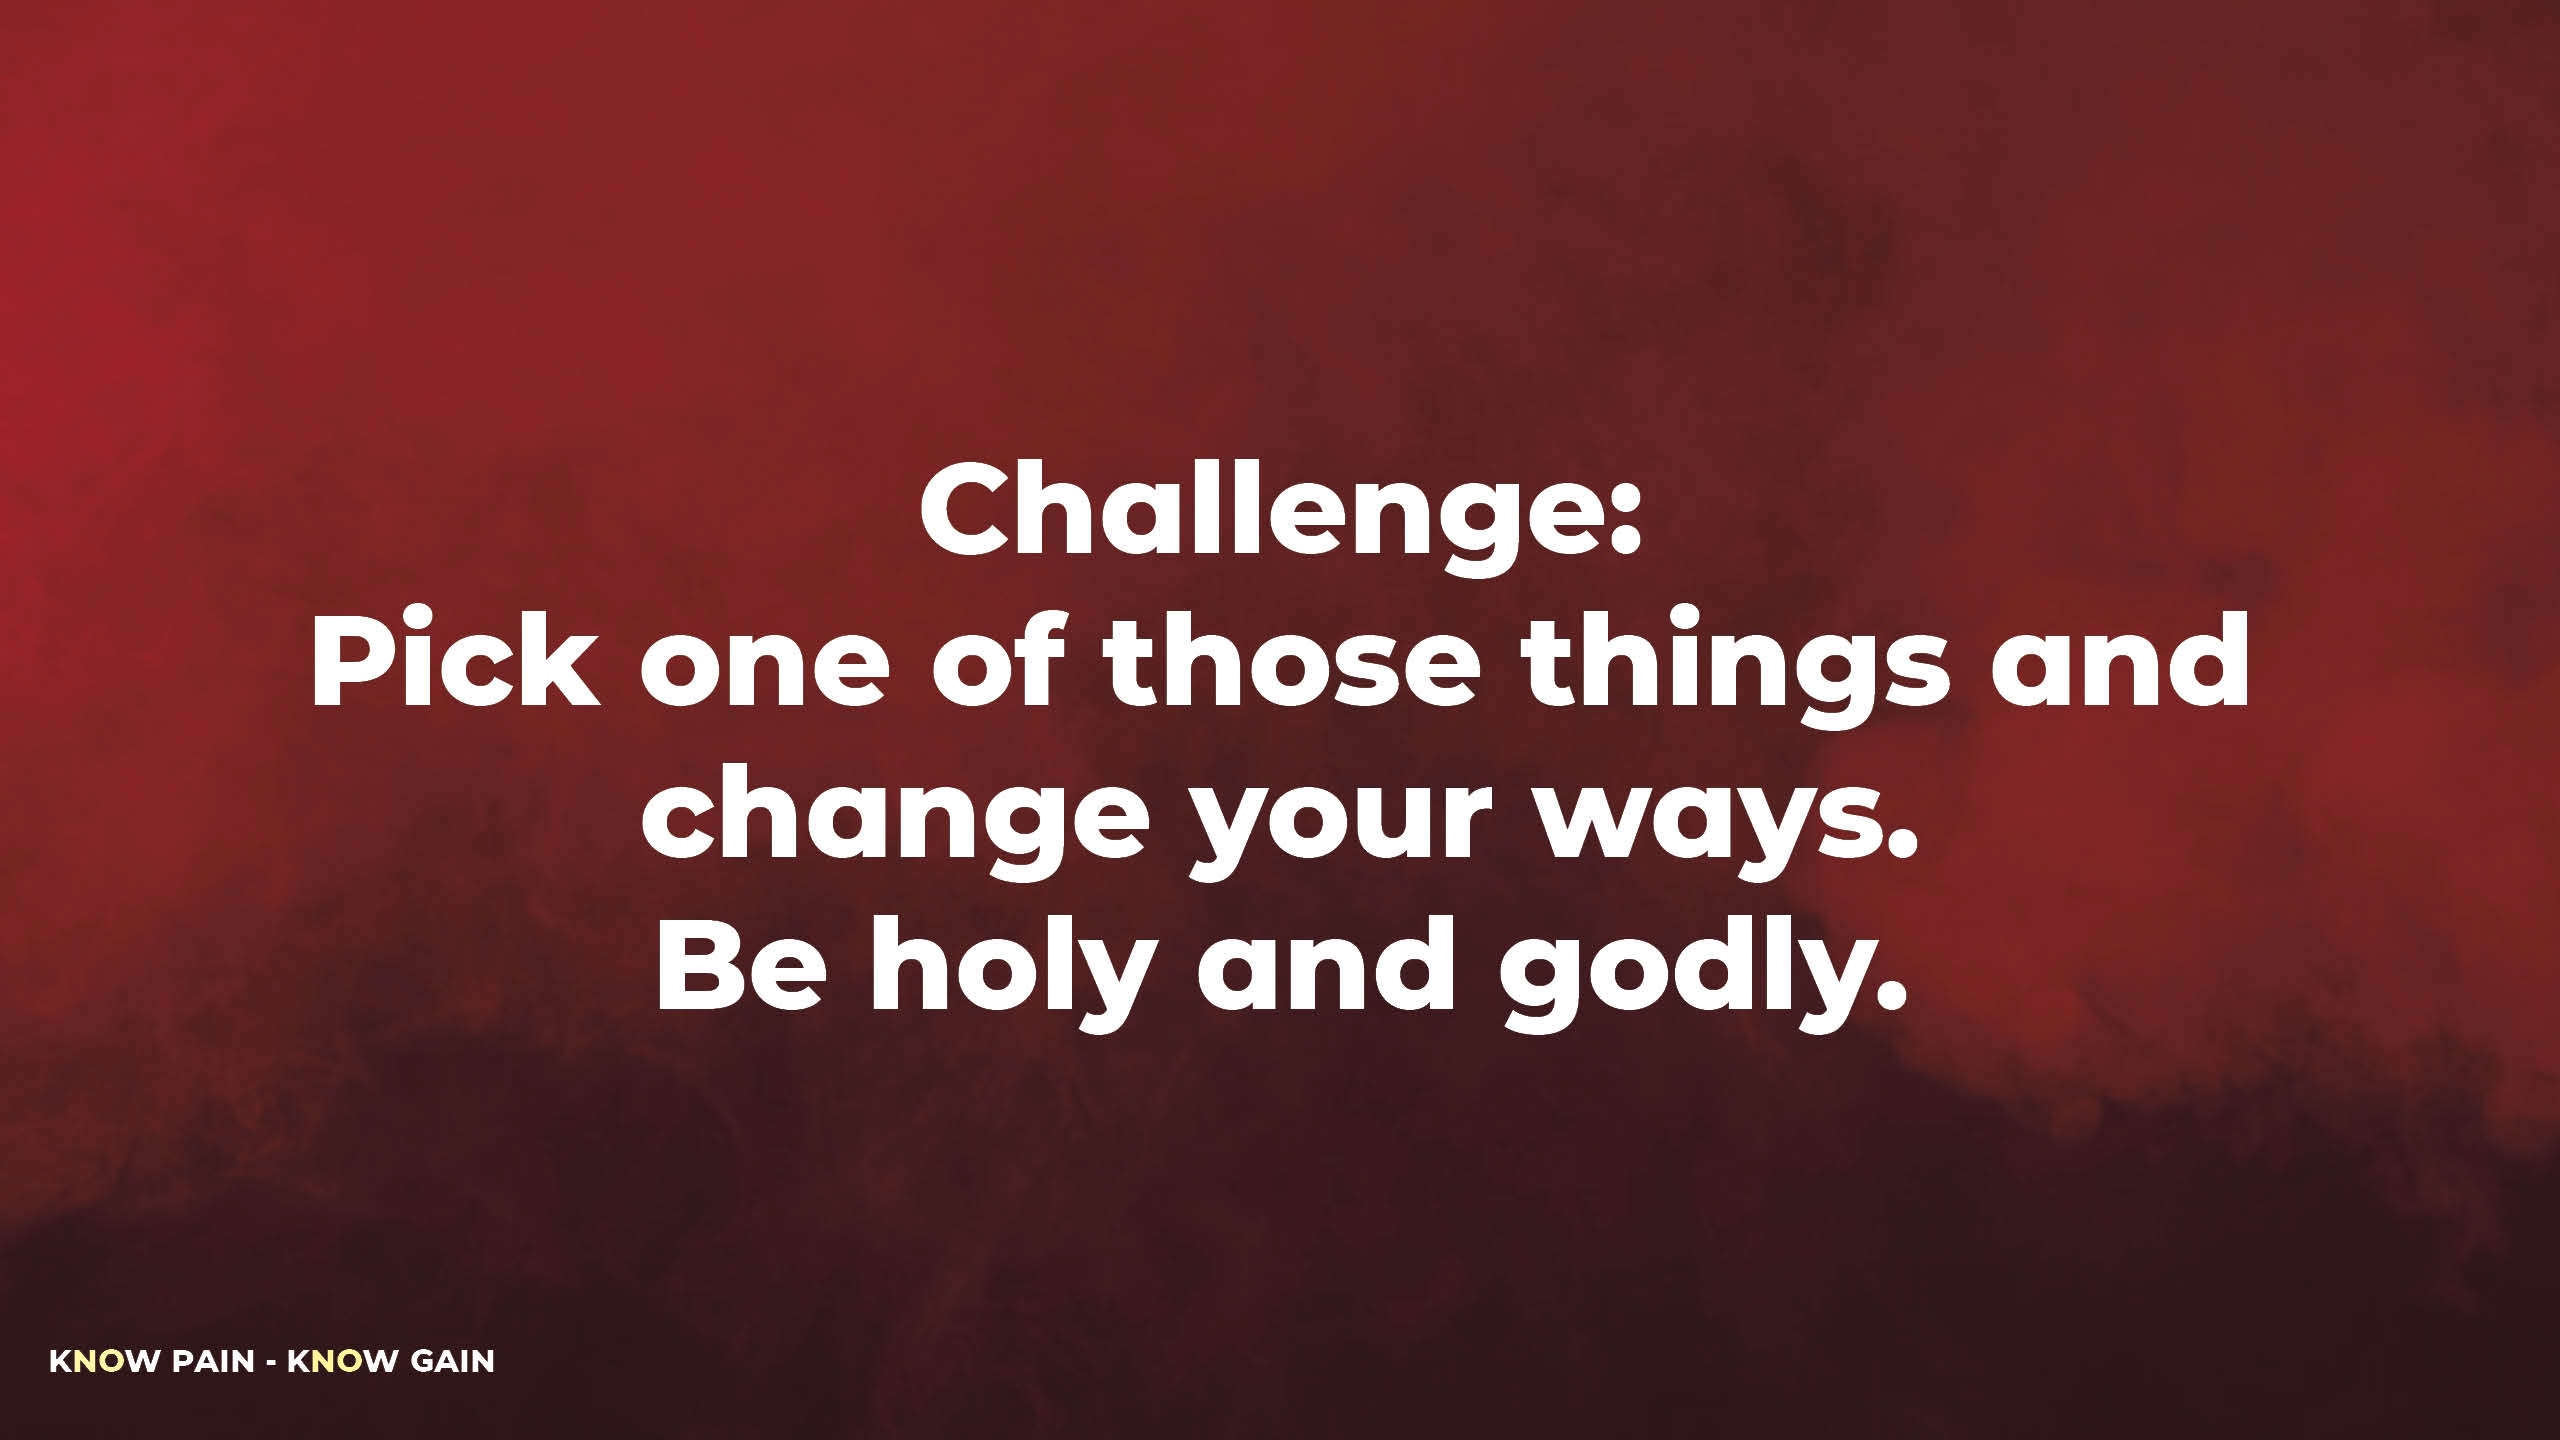 Challenge:
Pick one of those things and
change your ways.
Be holy and godly.
KNOW PAIN - KNOW GAIN